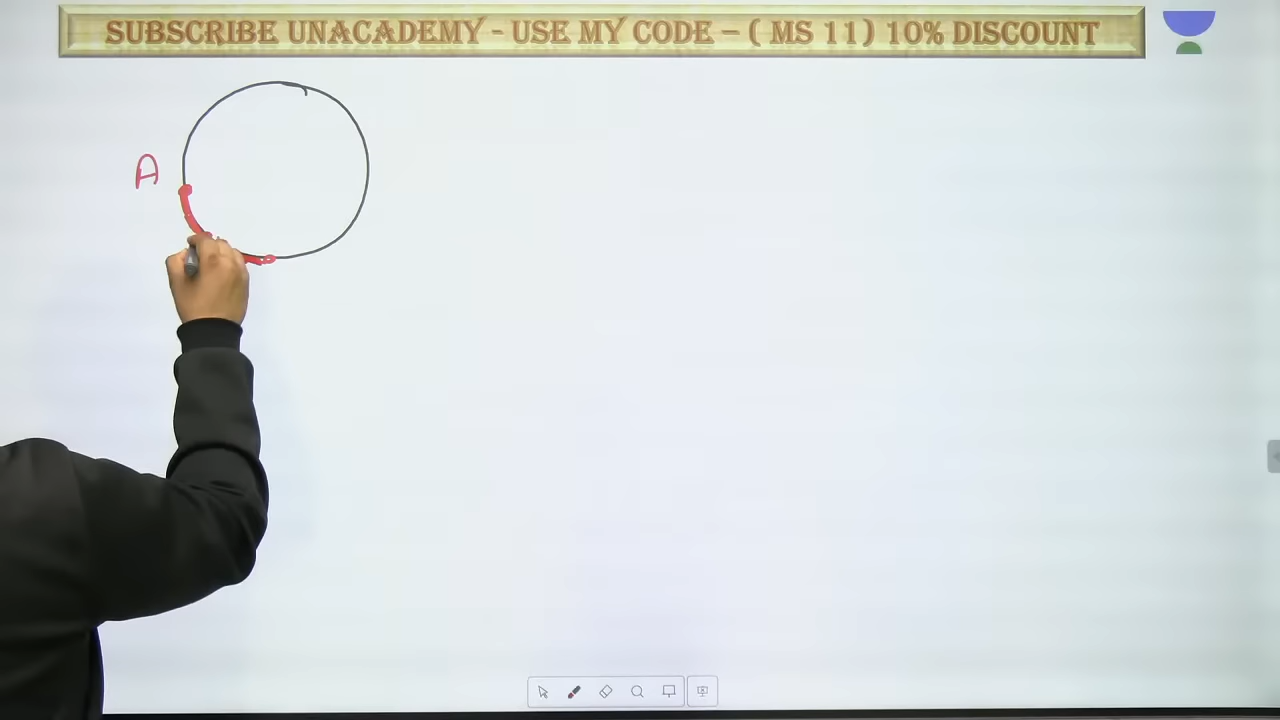 SUBSCRIBE UNACADEMY - USE MY CODE – ( MS 11) 10% DISCOUNT
A